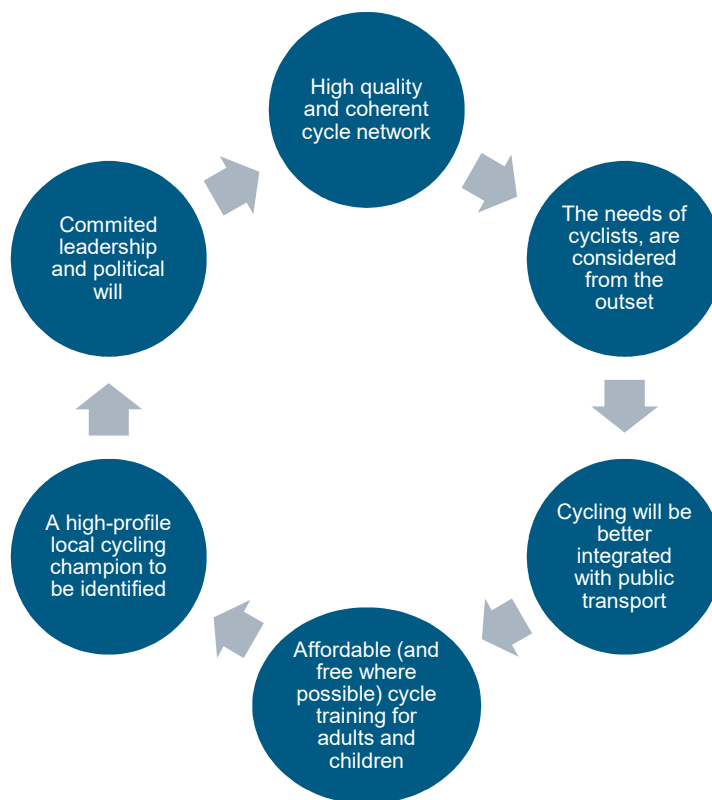 High quality
and coherent
cycle network
The needs of
cyclists, are
considered
from the
outset
Cycling will be
better
integrated
with public
transport
Affordable (and
free where
possible) cycle
training for
adults and
children
A high-profile
local cycling
champion to
be identified
Commited
leadership
and political
will